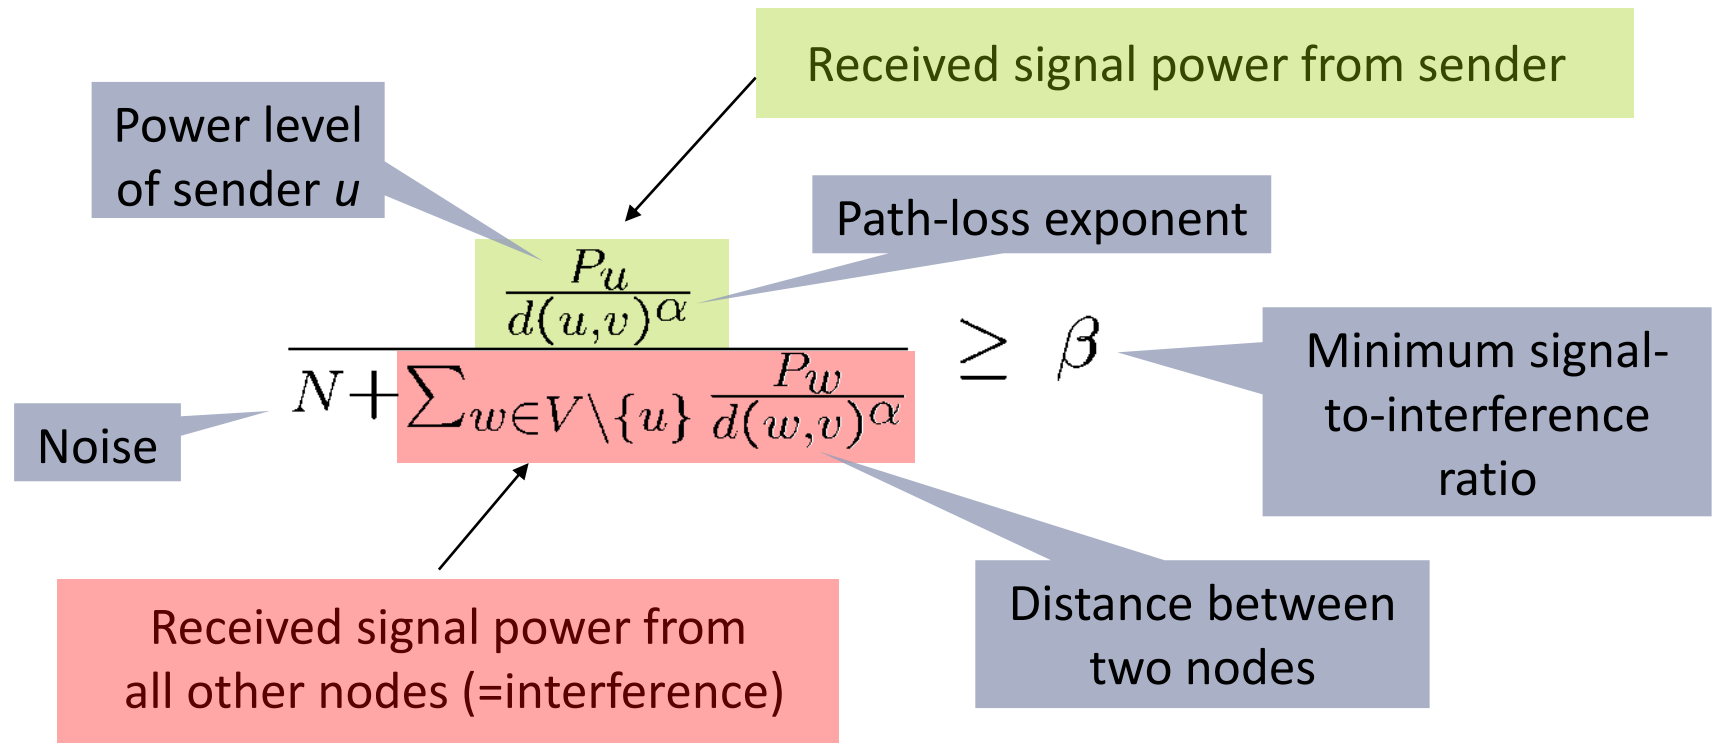 Received signal power from sender
Power level
of sender u
Path-loss exponent
P_u
d(u,v)^α
≥ β
N+∑_{w∈V\{u}} P_w
d(w,v)^α
Minimum signal-
to-interference
ratio
Noise
Distance between
two nodes
Received signal power from
all other nodes (=interference)